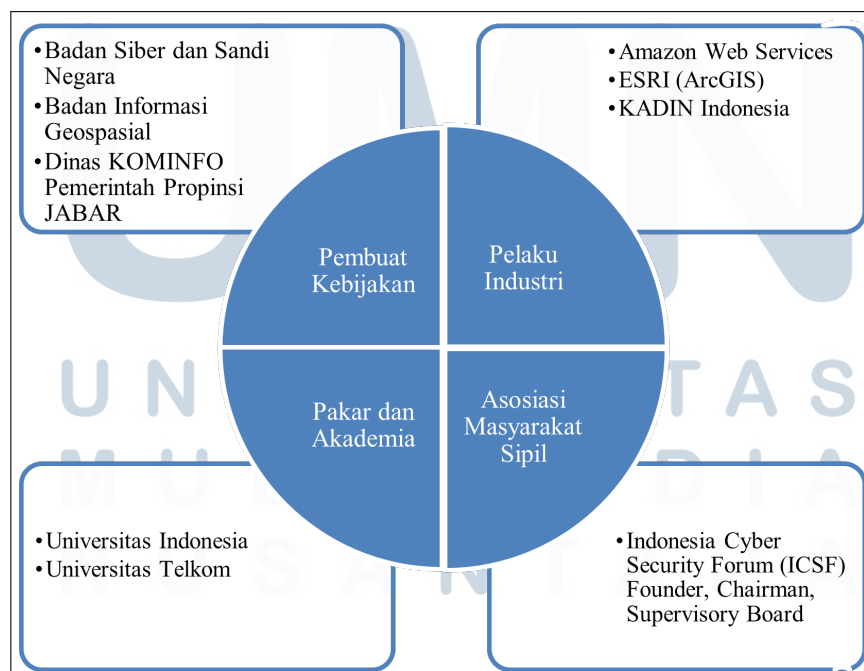 •Badan Siber dan Sandi
Negara
•Badan Informasi
Geospasial
•Dinas KOMINFO
Pemerintah Propinsi
JABAR
•Amazon Web Services
•ESRI (ArcGIS)
•KADIN Indonesia
Pembuat
Kebijakan
Pelaku
Industri
Pakar dan
Akademia
Asosiasi
Masyarakat
Sipil
•Universitas Indonesia
•Universitas Telkom
•Indonesia Cyber
Security Forum (ICSF)
Founder, Chairman,
Supervisory Board